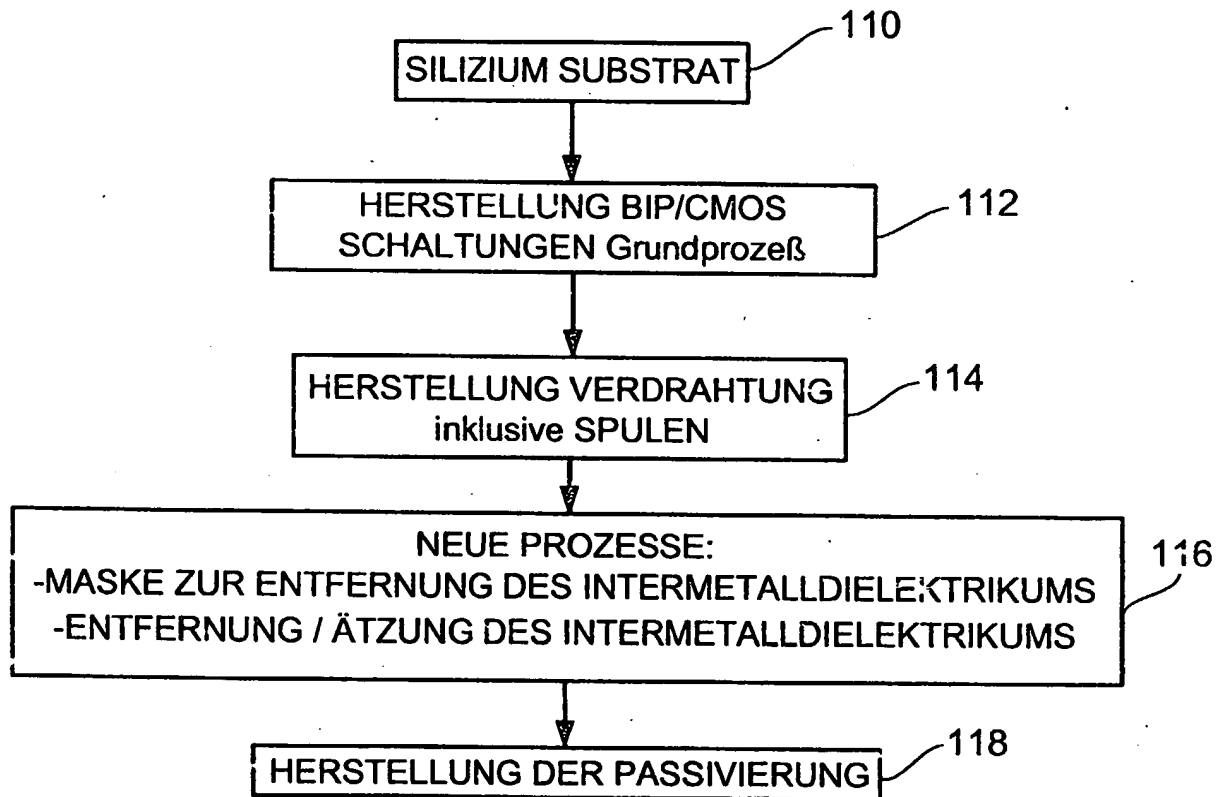 110
SILIZIUM SUBSTRAT
112
HERSTELLUNG BIP/CMOS
SCHALTUNGEN Grundprozeß
114
HERSTELLUNG VERDRAHTUNG
inklusive SPULEN
116
NEUE PROZESSE:
-MASKE ZUR ENTFERNUNG DES INTERMETALLDIELEKTRIKUMS
-ENTFERNUNG / ÄTZUNG DES INTERMETALLDIELEKTRIKUMS
118
HERSTELLUNG DER PASSIVIERUNG